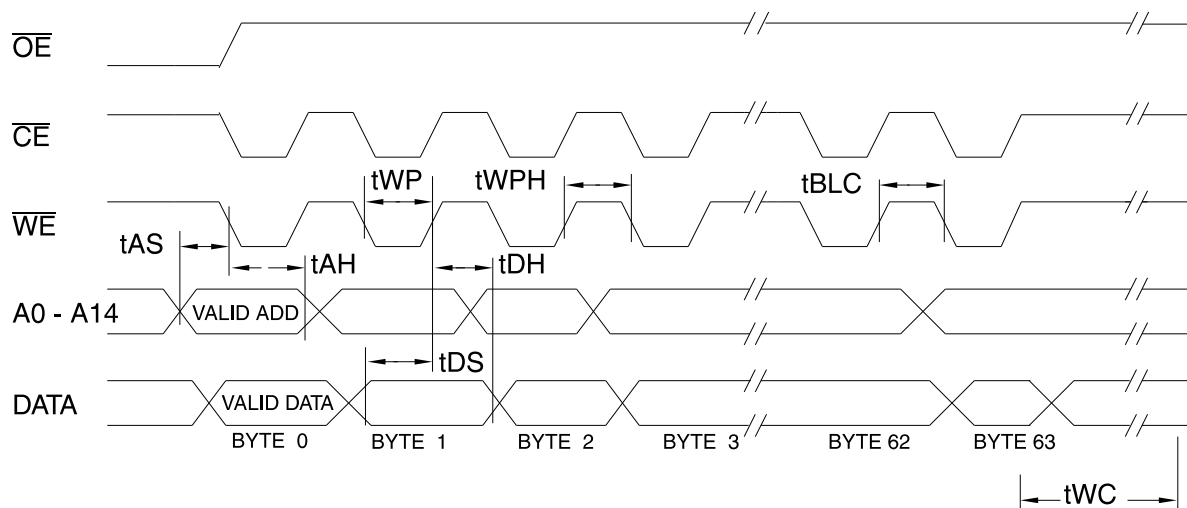 OE
CE
tWP
tWPH
tBLC
WE
tAS
tAH
tDH
A0 - A14
VALID ADD
tDS
DATA
VALID DATA
BYTE 0
BYTE 1
BYTE 2
BYTE 3
BYTE 62
BYTE 63
tWC